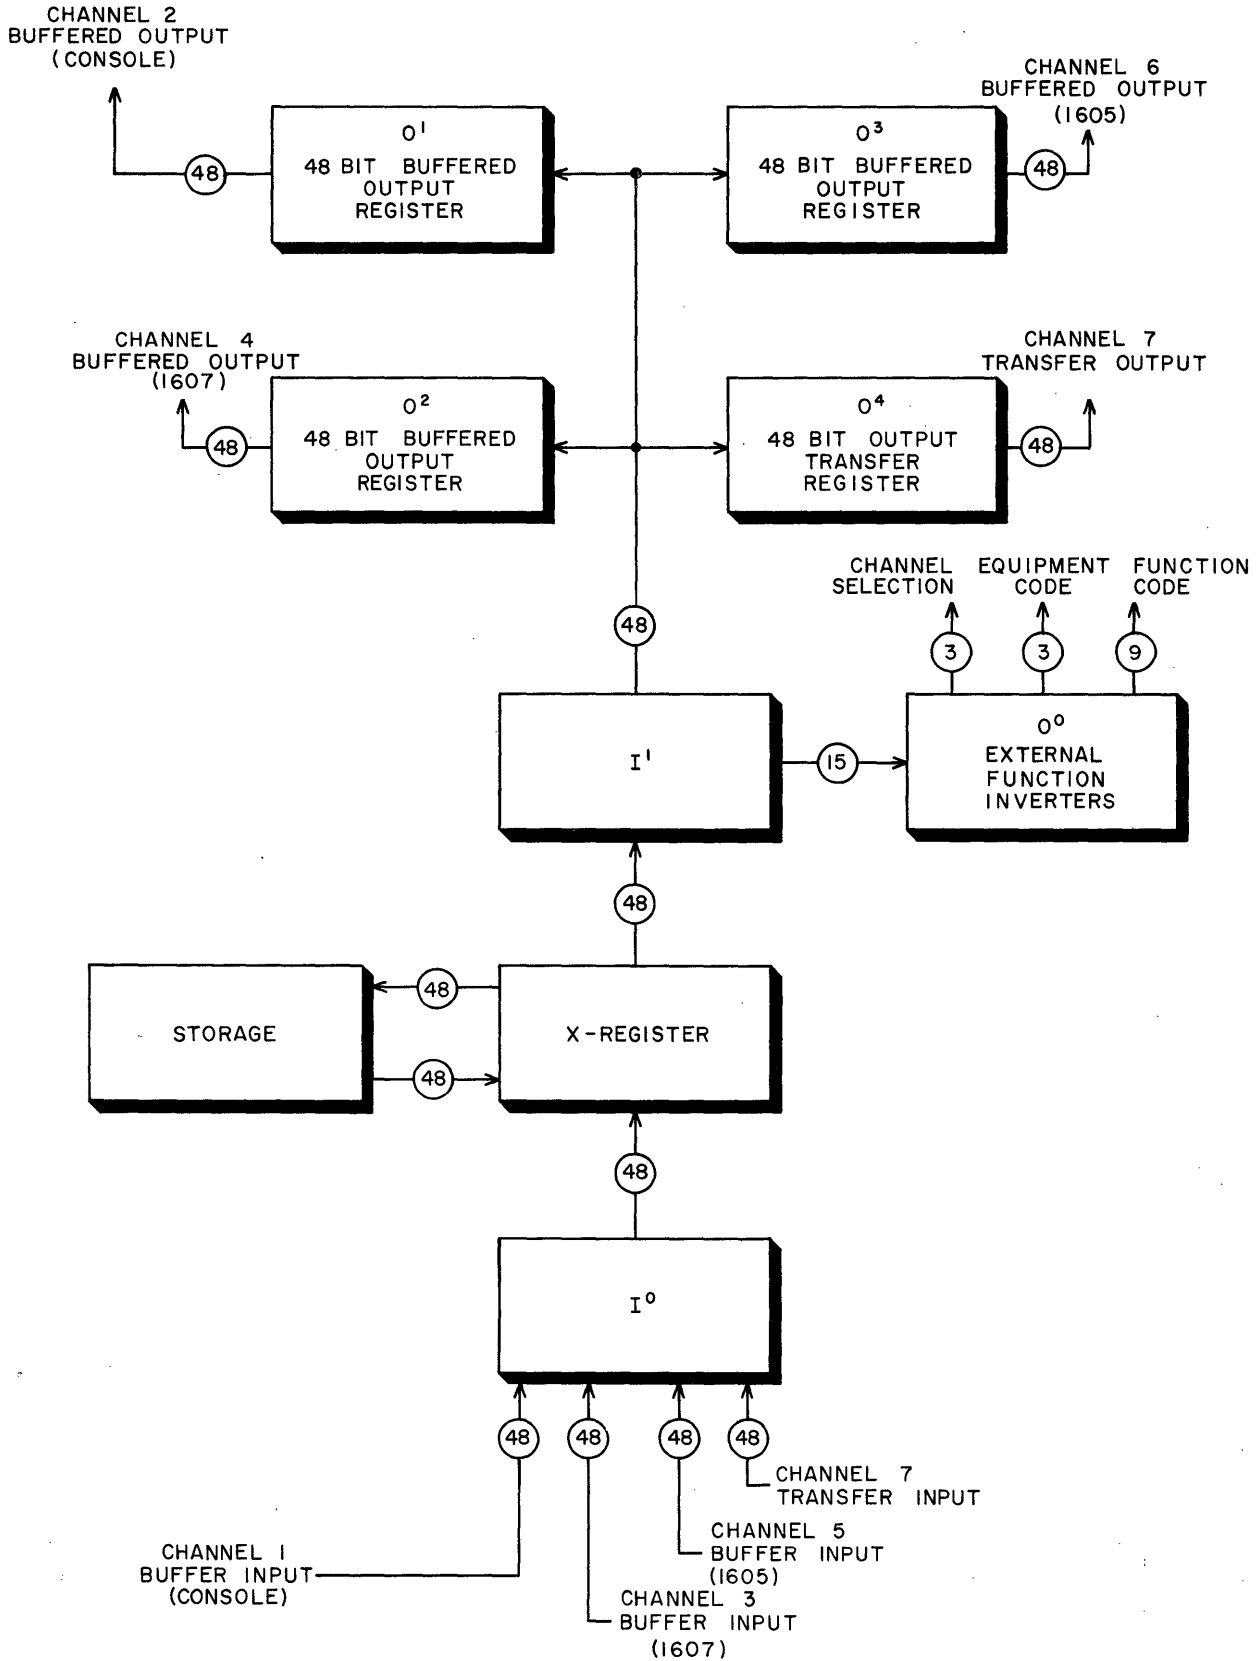 CHANNEL 2
BUFFERED OUTPUT
(CONSOLE)
CHANNEL 6
BUFFERED OUTPUT
(1605)
48
O¹
48 BIT BUFFERED
OUTPUT
REGISTER
O³
48 BIT BUFFERED
OUTPUT
REGISTER
48
CHANNEL 4
BUFFERED OUTPUT
(1607)
CHANNEL 7
TRANSFER OUTPUT
48
O²
48 BIT BUFFERED
OUTPUT
REGISTER
O⁴
48 BIT OUTPUT
TRANSFER
REGISTER
48
CHANNEL
SELECTION
EQUIPMENT
CODE
FUNCTION
CODE
48
3
3
9
I¹
15
O⁰
EXTERNAL
FUNCTION
INVERTERS
48
STORAGE
48
48
X-REGISTER
48
I⁰
48
48
48
48
CHANNEL 7
TRANSFER INPUT
CHANNEL 5
BUFFER INPUT
(1605)
CHANNEL 1
BUFFER INPUT
(CONSOLE)
CHANNEL 3
BUFFER INPUT
(1607)